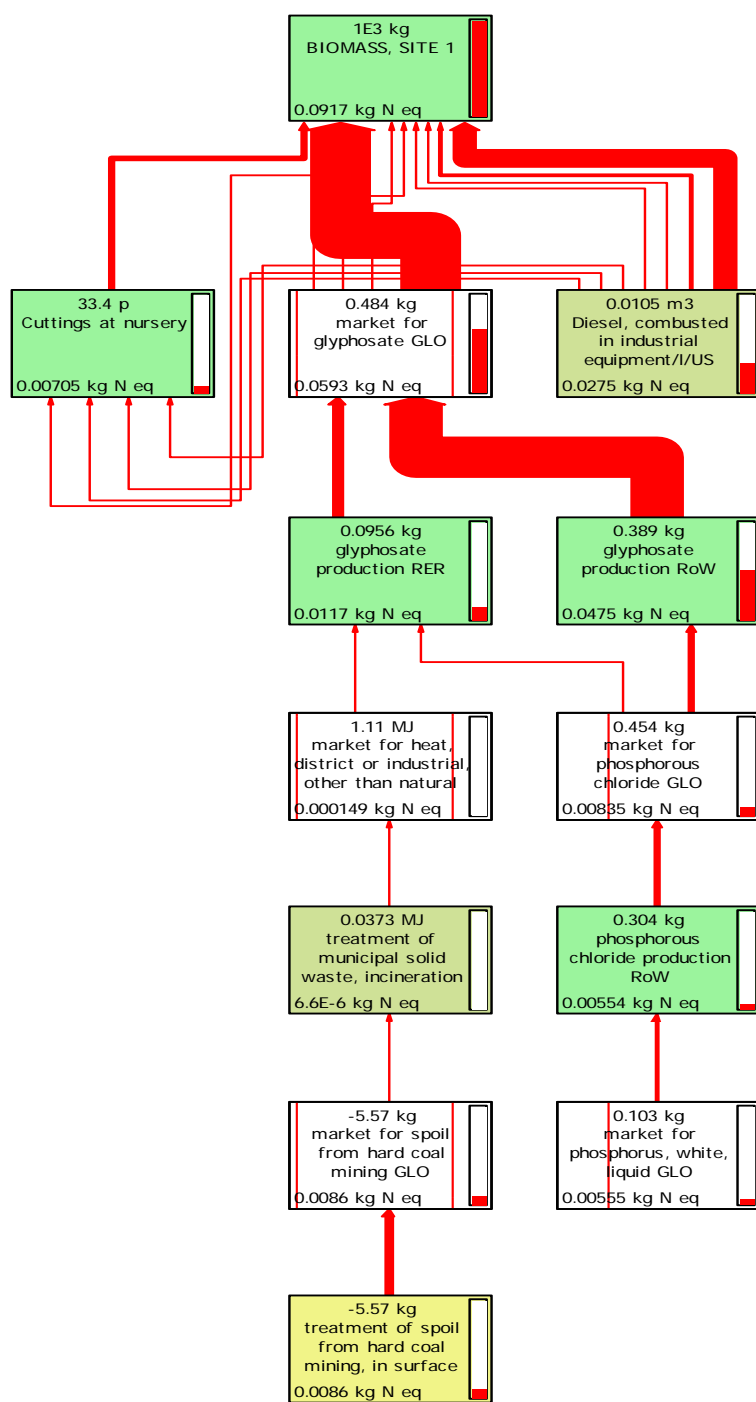 1E3 kg
BIOMASS, SITE 1
0.0917 kg N eq
33.4 p
Cuttings at nursery
0.00705 kg N eq
0.484 kg
market for
glyphosate GLO
0.0593 kg N eq
0.0105 m3
Diesel, combusted
in industrial
equipment/I/US
0.0275 kg N eq
0.0956 kg
glyphosate
production RER
0.0117 kg N eq
0.389 kg
glyphosate
production RoW
0.0475 kg N eq
1.11 MJ
market for heat,
district or industrial,
other than natural
0.000149 kg N eq
0.454 kg
market for
phosphorous
chloride GLO
0.00835 kg N eq
0.0373 MJ
treatment of
municipal solid
waste, incineration
6.6E-6 kg N eq
0.304 kg
phosphorous
chloride production
RoW
0.00554 kg N eq
-5.57 kg
market for spoil
from hard coal
mining GLO
0.0086 kg N eq
0.103 kg
market for
phosphorus, white,
liquid GLO
0.00555 kg N eq
-5.57 kg
treatment of spoil
from hard coal
mining, in surface
0.0086 kg N eq